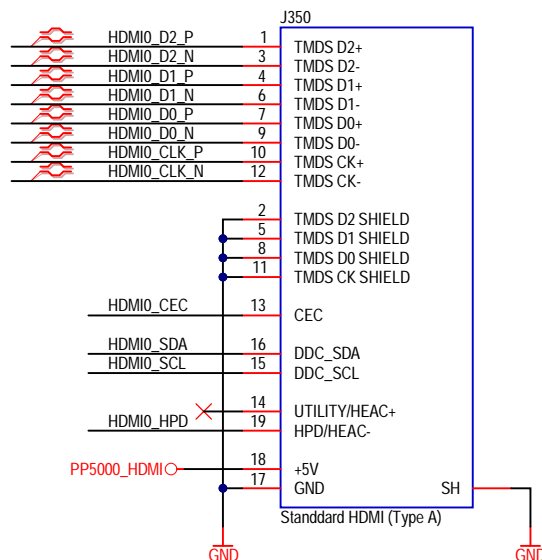 J350
HDMI0_D2_P 1 TMDS D2+
HDMI0_D2_N 3 TMDS D2-
HDMI0_D1_P 4 TMDS D1+
HDMI0_D1_N 6 TMDS D1-
HDMI0_D0_P 7 TMDS D0+
HDMI0_D0_N 9 TMDS D0-
HDMI0_CLK_P 10 TMDS CK+
HDMI0_CLK_N 12 TMDS CK-
2 TMDS D2 SHIELD
5 TMDS D1 SHIELD
8 TMDS D0 SHIELD
11 TMDS CK SHIELD
HDMI0_CEC 13 CEC
HDMI0_SDA 16 DDC_SDA
HDMI0_SCL 15 DDC_SCL
14 UTILITY/HEAC+
HDMI0_HPD 19 HPD/HEAC-
PP5000_HDMI 18 +5V
17 GND SH
Standdard HDMI (Type A)
GND GND